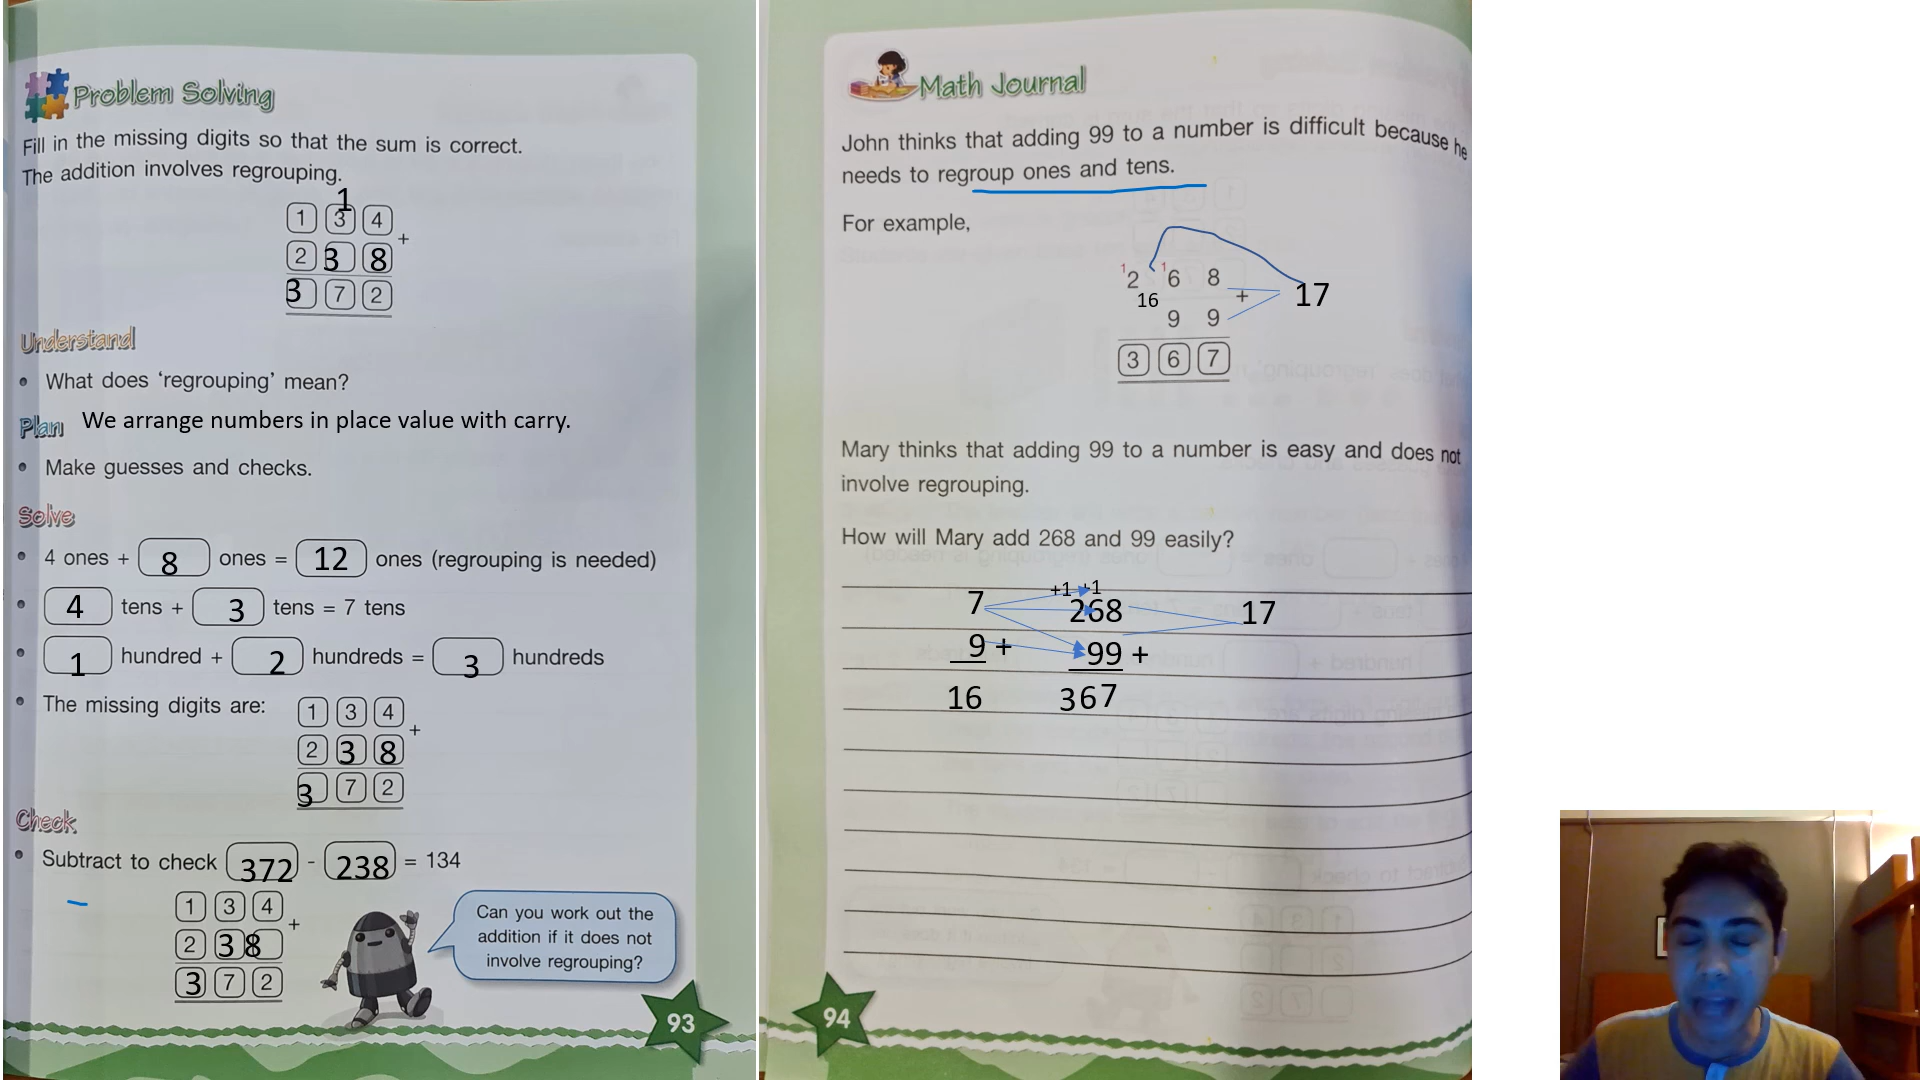 Problem Solving
Fill in the missing digits so that the sum is correct.
The addition involves regrouping.
1
1 3 4
+
2 3 8
3 7 2
Understand
• What does ‘regrouping’ mean?
Plan We arrange numbers in place value with carry.
• Make guesses and checks.
Solve
• 4 ones + 8 ones = 12 ones (regrouping is needed)
• 4 tens + 3 tens = 7 tens
• 1 hundred + 2 hundreds = 3 hundreds
• The missing digits are:
1 3 4
+
2 3 8
3 7 2
Check
• Subtract to check 372 - 238 = 134
1 3 4
+
2 38
3 7 2
Can you work out the
addition if it does not
involve regrouping?
93
Math Journal
John thinks that adding 99 to a number is difficult because he
needs to regroup ones and tens.
For example,
1 2 1 6 8
16 + 17
9 9
3 6 7
Mary thinks that adding 99 to a number is easy and does not
involve regrouping.
How will Mary add 268 and 99 easily?
+1 +1
7 268 17
9 + 99 +
16 367
94